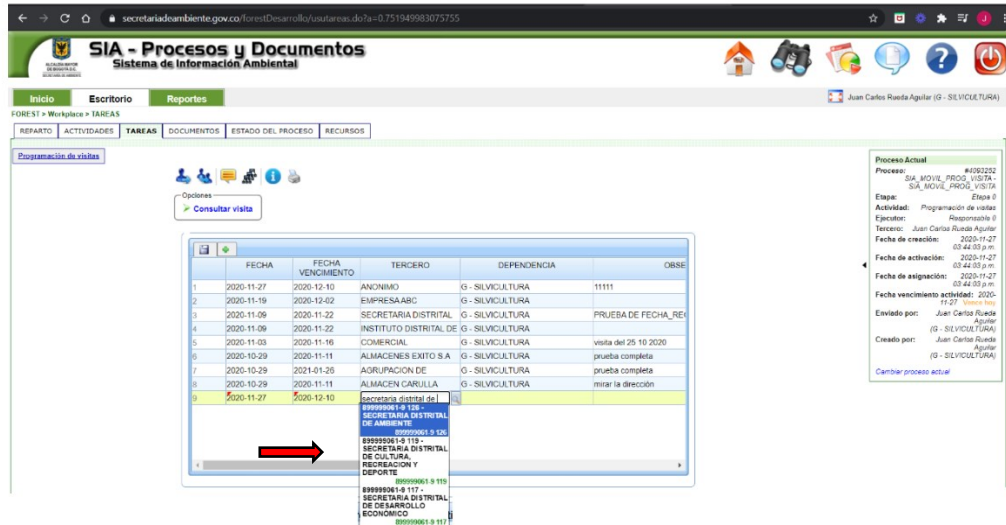 secretariadeambiente.gov.co/forestDesarrollo/usutareas.do?a=0.751949983075755
SIA - Procesos y Documentos
Sistema de Información Ambiental
ALCALDÍA MAYOR
DE BOGOTÁ D.C.
Inicio Escritorio Reportes
Juan Carlos Rueda Aguilar (G - SILVICULTURA)
FOREST > Workplace > TAREAS
REPARTO ACTIVIDADES TAREAS DOCUMENTOS ESTADO DEL PROCESO RECURSOS
Programación de visitas
Opciones
Consultar visita
FECHA FECHA VENCIMIENTO TERCERO DEPENDENCIA OBSE
1 2020-11-27 2020-12-10 ANONIMO G - SILVICULTURA 11111
2 2020-11-19 2020-12-02 EMPRESA ABC G - SILVICULTURA
3 2020-11-09 2020-11-22 SECRETARIA DISTRITAL G - SILVICULTURA PRUEBA DE FECHA_RE
4 2020-11-09 2020-11-22 INSTITUTO DISTRITAL DE G - SILVICULTURA
5 2020-11-03 2020-11-16 COMERCIAL G - SILVICULTURA visita del 25 10 2020
6 2020-10-29 2020-11-11 ALMACENES EXITO S.A G - SILVICULTURA prueba completa
7 2020-10-29 2021-01-26 AGRUPACION DE G - SILVICULTURA prueba completa
8 2020-10-29 2020-11-11 ALMACEN CARULLA G - SILVICULTURA mirar la dirección
9 2020-11-27 2020-12-10 secretaria distrital de
899999061-9 126 -
SECRETARIA DISTRITAL
DE AMBIENTE
899999061-9 126
899999061-9 119 -
SECRETARIA DISTRITAL
DE CULTURA,
RECREACION Y
DEPORTE
899999061-9 119
899999061-9 117 -
SECRETARIA DISTRITAL
DE DESARROLLO
ECONOMICO
899999061-9 117
Proceso Actual
Proceso: #4093252
SIA_MOVIL_PROG_VISITA -
SIA_MOVIL_PROG_VISITA
Etapa: Etapa 0
Actividad: Programación de visitas
Ejecutor: Responsable 0
Tercero: Juan Carlos Rueda Aguilar
Fecha de creación: 2020-11-27
03:44:03 p.m.
Fecha de activación: 2020-11-27
03:44:03 p.m.
Fecha de asignación: 2020-11-27
03:44:03 p.m.
Fecha vencimiento actividad: 2020-
11-27 Vence hoy
Enviado por: Juan Carlos Rueda
Aguilar
(G - SILVICULTURA)
Creado por: Juan Carlos Rueda
Aguilar
(G - SILVICULTURA)
Cambiar proceso actual